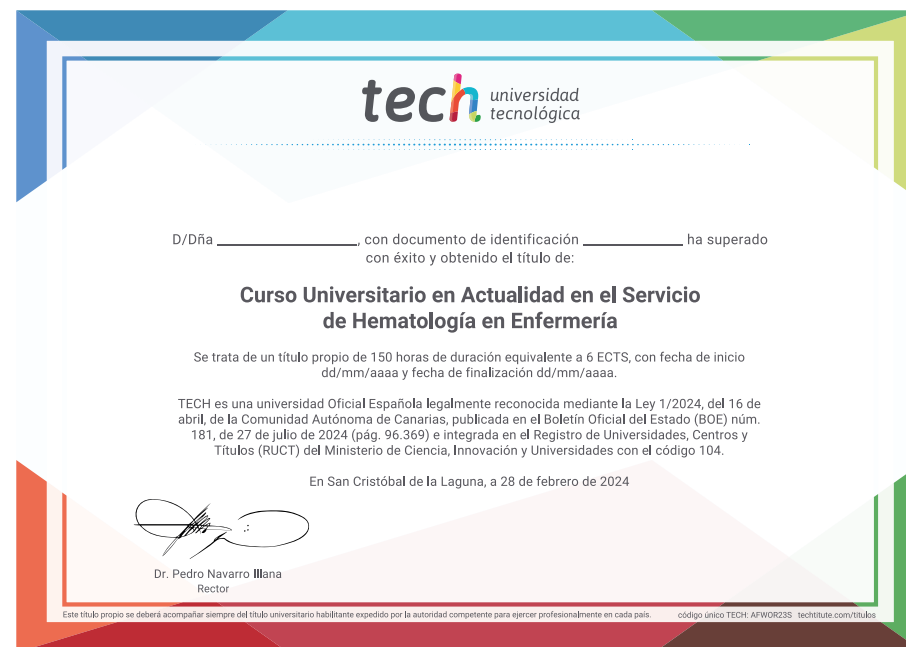 tech universidad
tecnológica
D/Dña ____________________, con documento de identificación ______________ ha superado
con éxito y obtenido el título de:
Curso Universitario en Actualidad en el Servicio
de Hematología en Enfermería
Se trata de un título propio de 150 horas de duración equivalente a 6 ECTS, con fecha de inicio
dd/mm/aaaa y fecha de finalización dd/mm/aaaa.
TECH es una universidad Oficial Española legalmente reconocida mediante la Ley 1/2024, del 16 de
abril, de la Comunidad Autónoma de Canarias, publicada en el Boletín Oficial del Estado (BOE) núm.
181, de 27 de julio de 2024 (pág. 96.369) e integrada en el Registro de Universidades, Centros y
Títulos (RUCT) del Ministerio de Ciencia, Innovación y Universidades con el código 104.
En San Cristóbal de la Laguna, a 28 de febrero de 2024
Dr. Pedro Navarro Illana
Rector
Este título propio se deberá acompañar siempre del título universitario habilitante expedido por la autoridad competente para ejercer profesionalmente en cada país. código único TECH: AFWOR23S techtitute.com/titulos